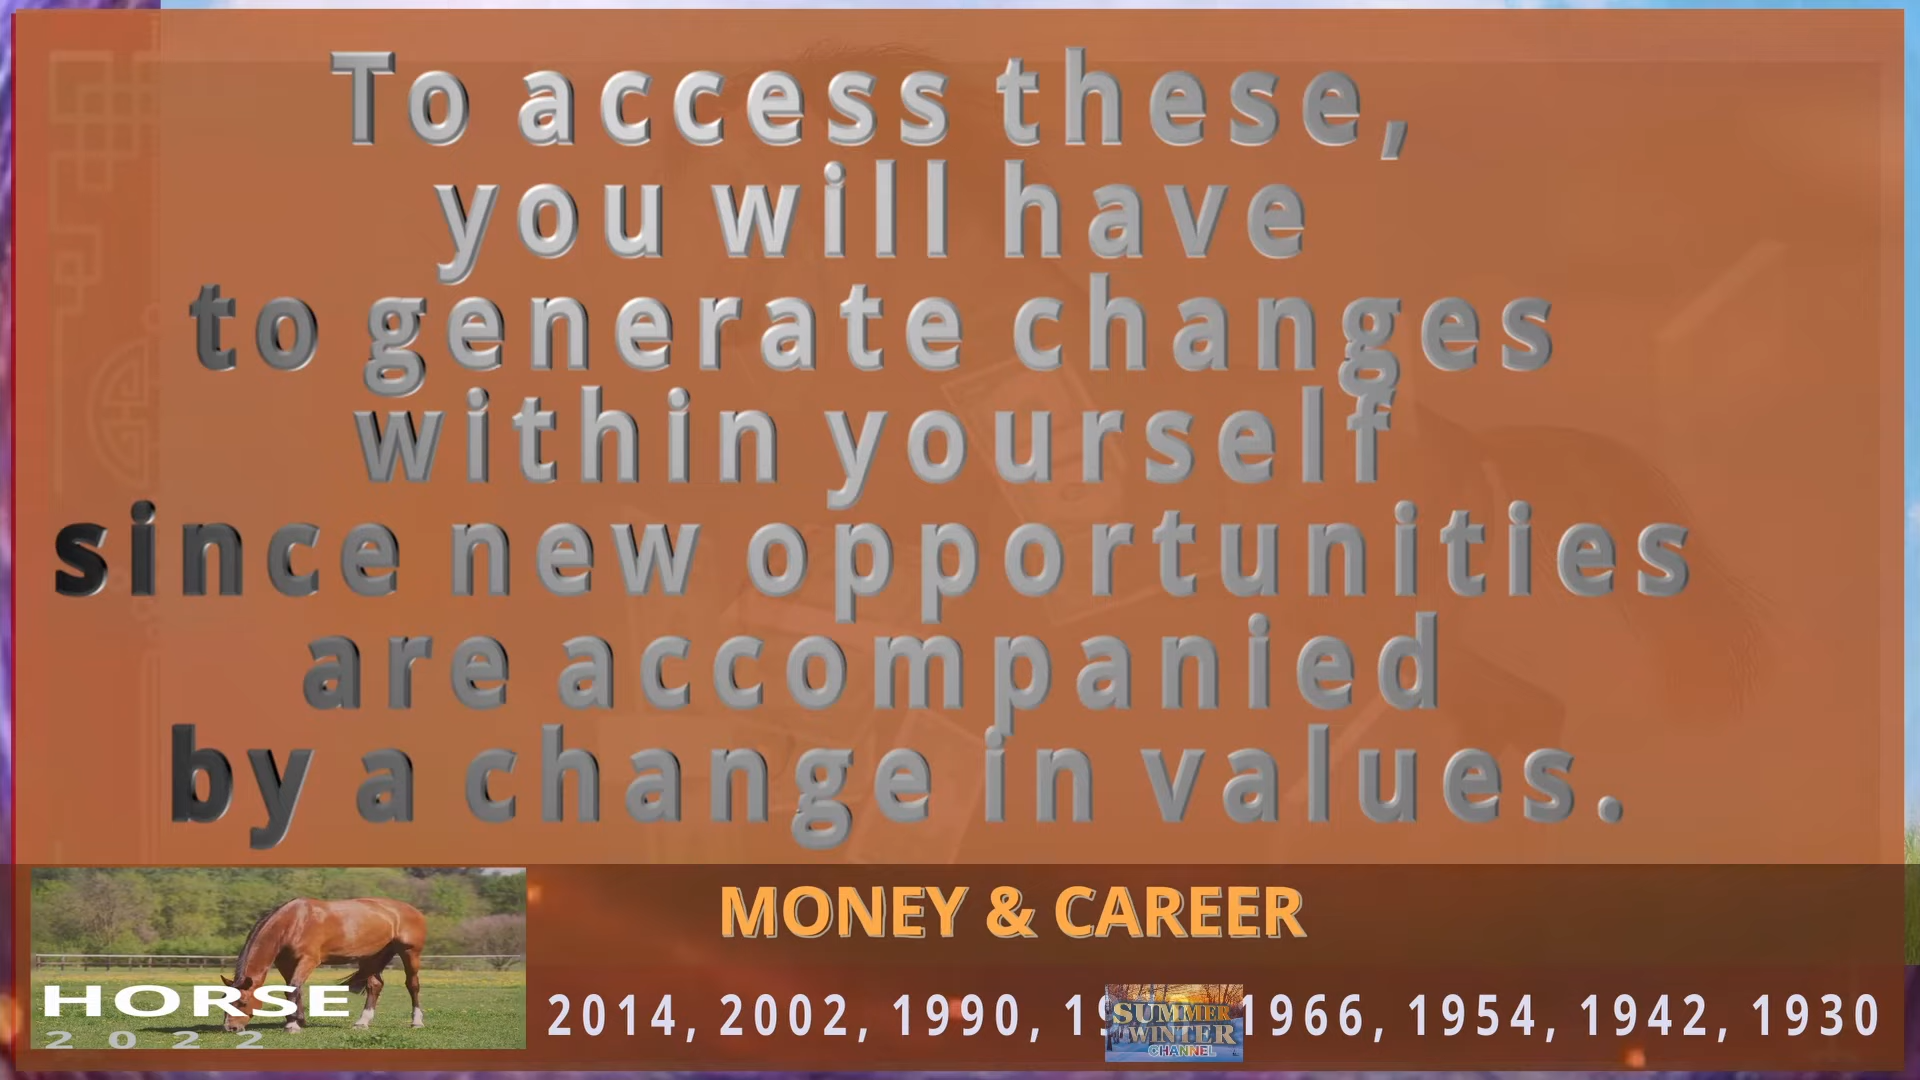 To access these,
you will have
to generate changes
within yourself
since new opportunities
are accompanied
by a change in values.
MONEY & CAREER
HORSE
2022
2014, 2002, 1990, 1966, 1954, 1942, 1930
SUMMER
WINTER
CHANNEL